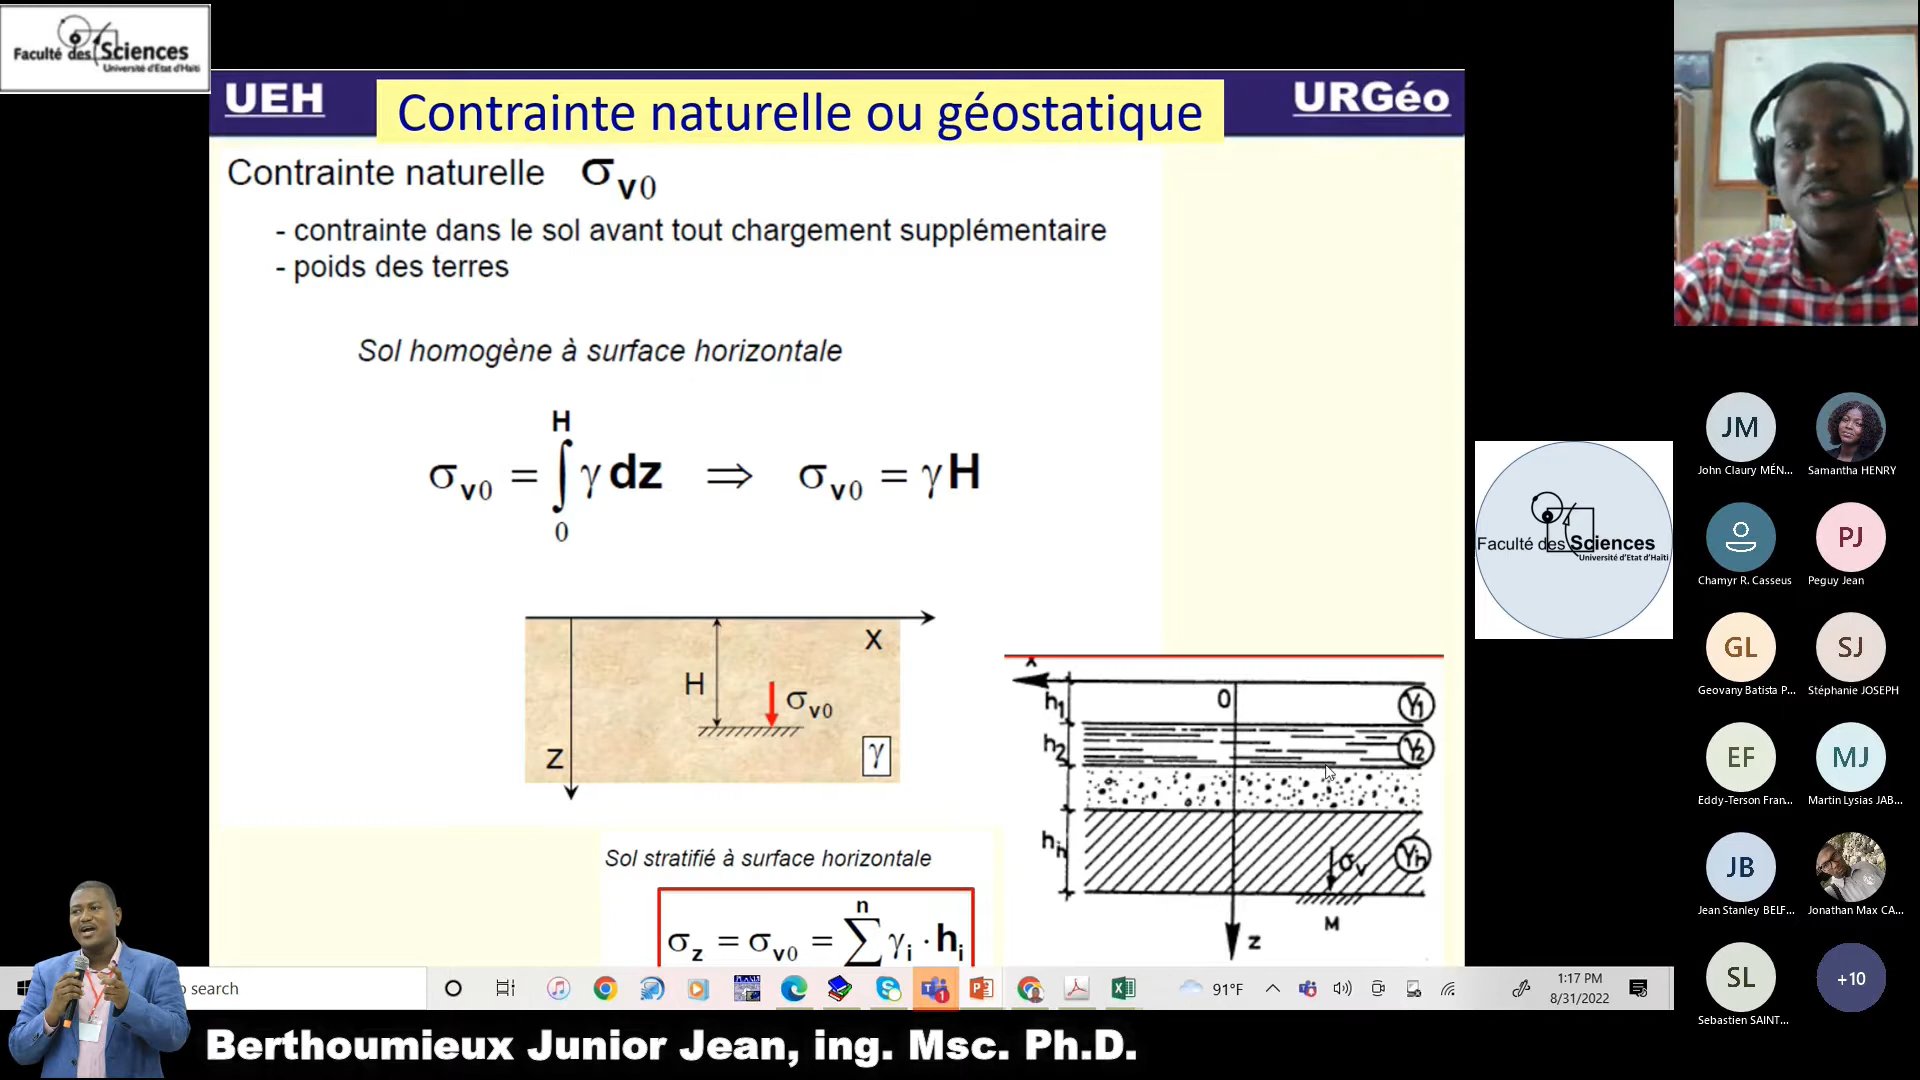 Faculté des Sciences
Université d'Etat d'Haïti
UEH
Contrainte naturelle ou géostatique
URGéo
Contrainte naturelle σv0
- contrainte dans le sol avant tout chargement supplémentaire
- poids des terres
Sol homogène à surface horizontale
σv0 = ∫₀ᴴ γ dz ⇒ σv0 = γ H
X
H
σv0
Z
γ
Sol stratifié à surface horizontale
n
σz = σv0 = ∑ γi · hi
x
h1
O
γ1
h2
γ2
hn
σv
γn
M
z
Faculté des Sciences
Université d'Etat d'Haïti
JM
John Claury MÉN...
Samantha HENRY
Chamyr R. Casseus
PJ
Peguy Jean
GL
Geovany Batista P...
SJ
Stéphanie JOSEPH
EF
Eddy-Terson Fran...
MJ
Martin Lysias JAB...
JB
Jean Stanley BELF...
Jonathan Max CA...
SL
Sebastien SAINT...
+10
o search
91°F
1:17 PM
8/31/2022
Berthoumieux Junior Jean, ing. Msc. Ph.D.